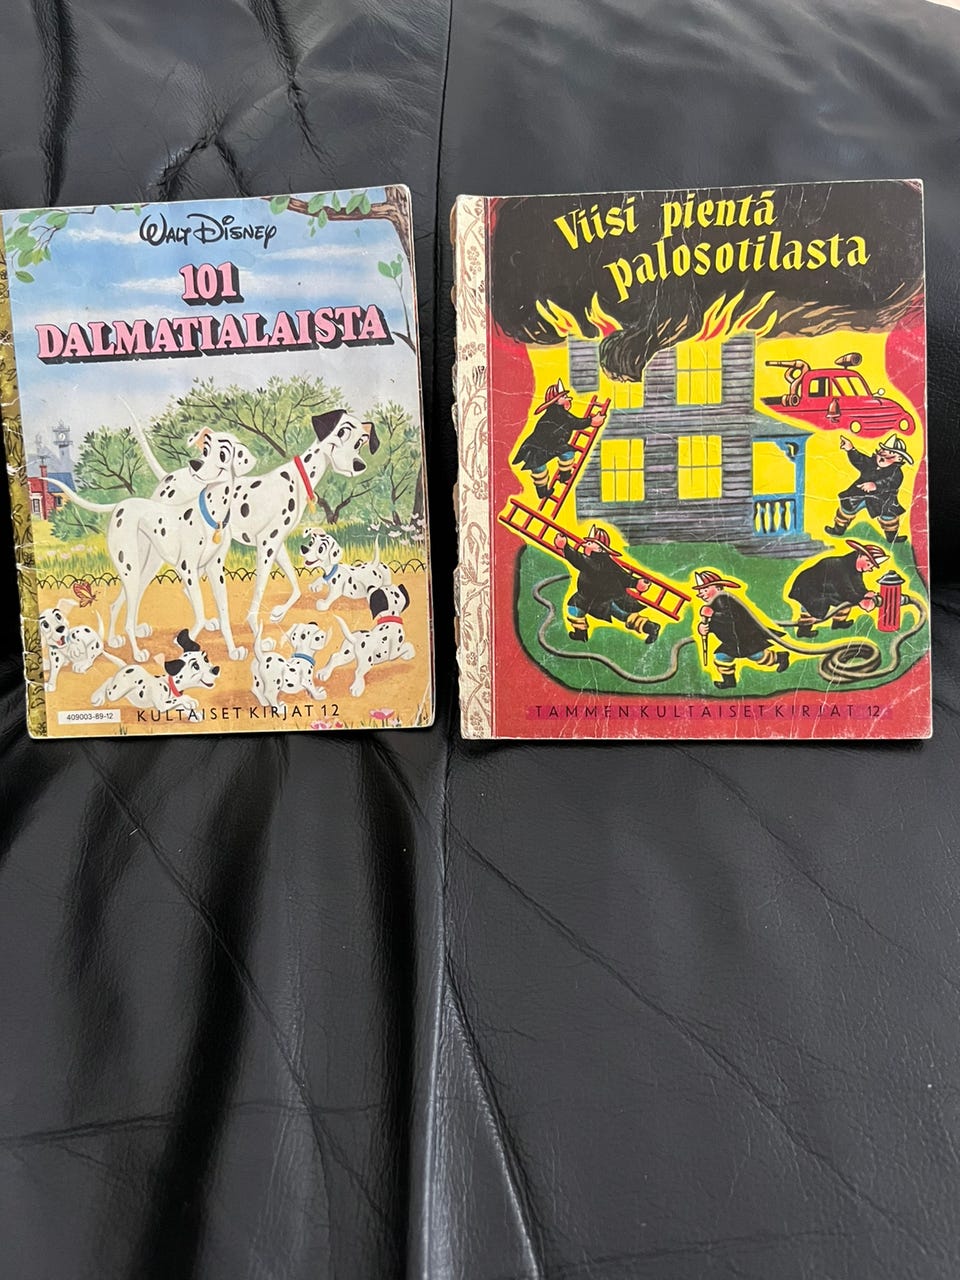 WALT DISNEY
101
DALMATIALAISTA
409003-89-12
KULTAISET KIRJAT 12
Viisi pientä
palosotilasta
TAMMEN KULTAISET KIRJAT 12